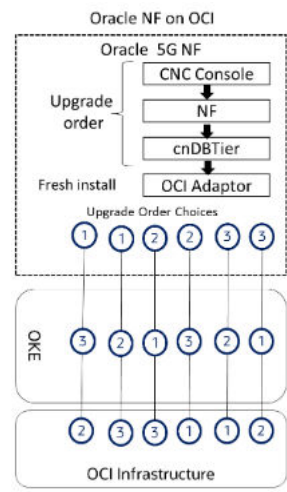 Oracle NF on OCI
Oracle 5G NF
CNC Console
Upgrade order
NF
cnDBTier
Fresh install
OCI Adaptor
Upgrade Order Choices
1 1 2 2 3 3
OKE
3 2 1 3 2 1
2 3 3 1 1 2
OCI Infrastructure